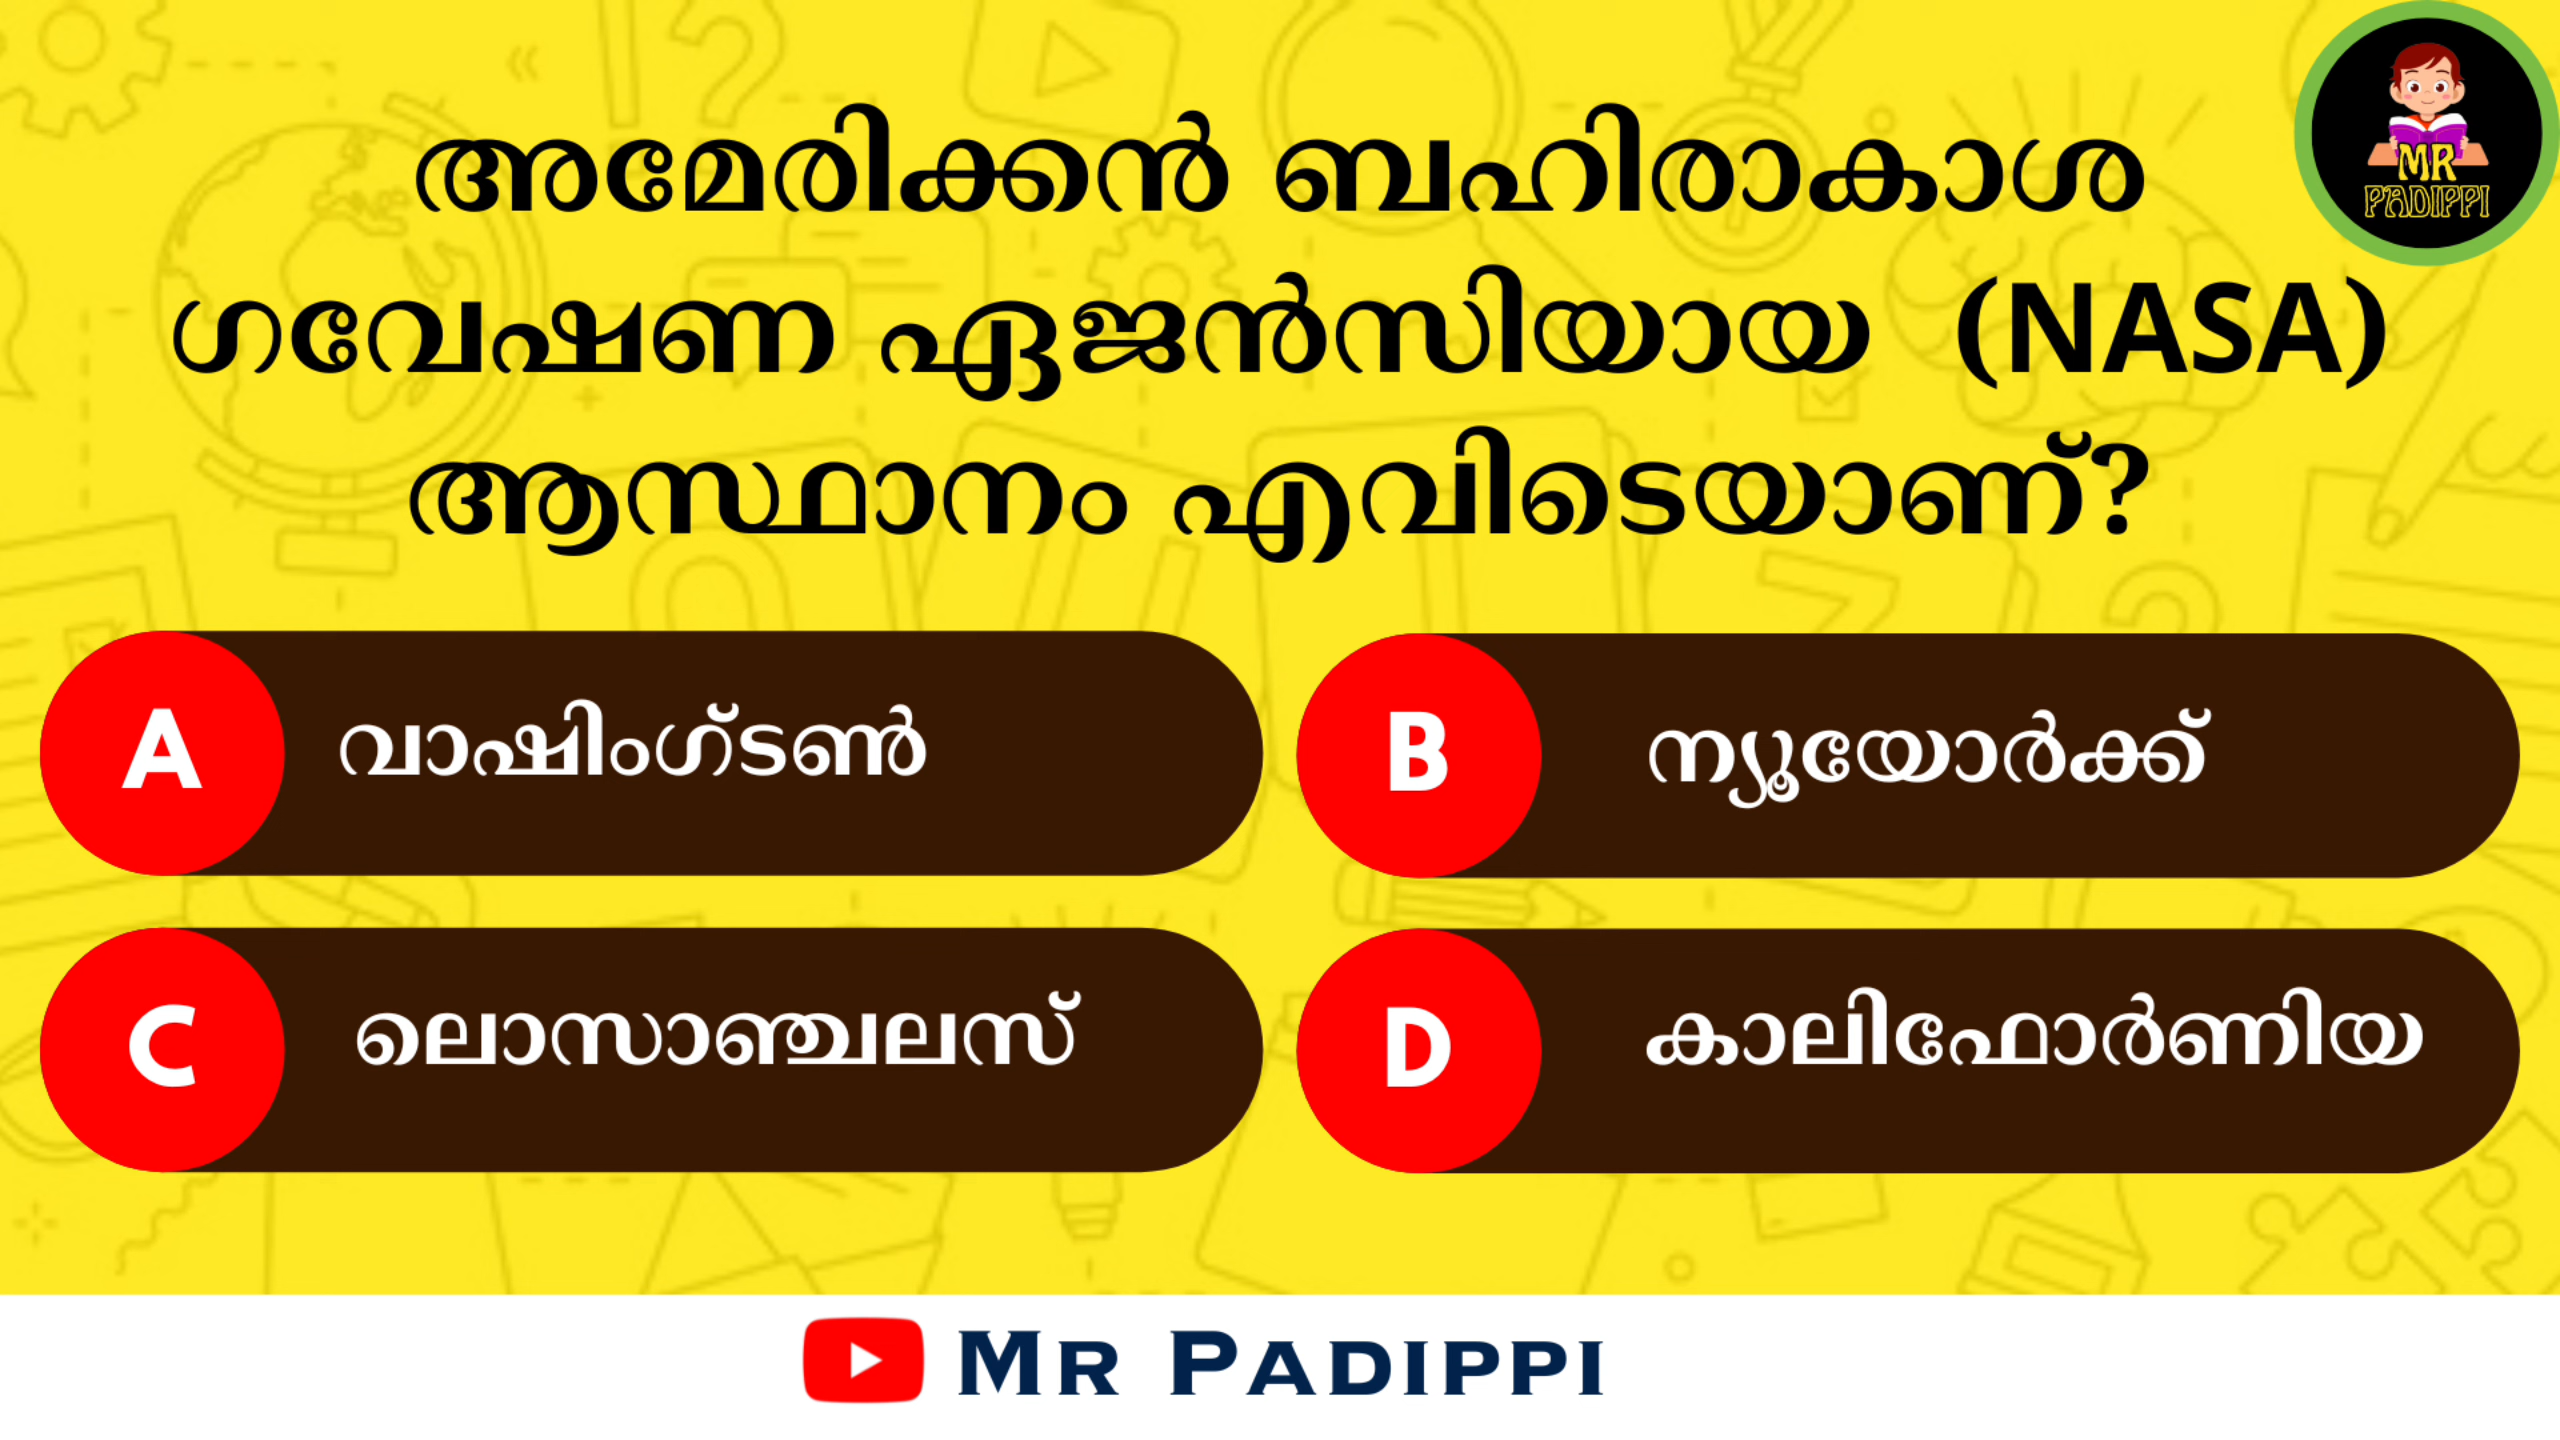 അമേരിക്കൻ ബഹിരാകാശ
ഗവേഷണ ഏജൻസിയായ (NASA)
ആസ്ഥാനം എവിടെയാണ്?
MR
PADIPPI
A വാഷിംഗ്ടൺ
B ന്യൂയോർക്ക്
C ലൊസാഞ്ചലസ്
D കാലിഫോർണിയ
MR PADIPPI